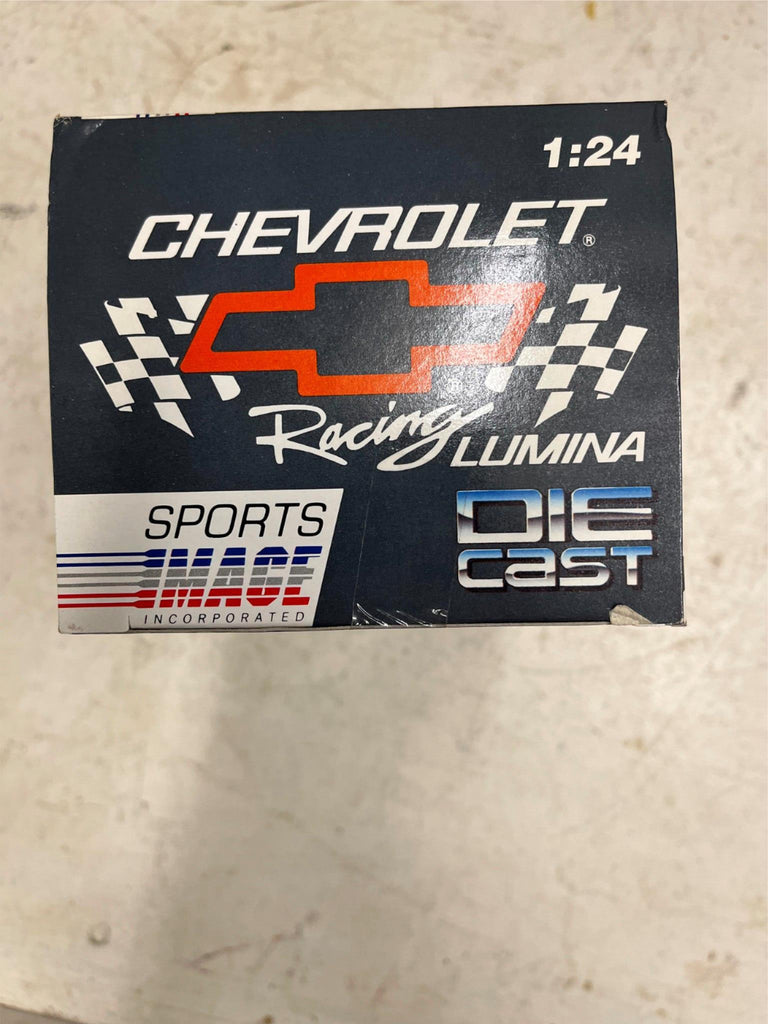 1:24
CHEVROLET®
®
Racing LUMINA
SPORTS
IMAGE
INCORPORATED
DIE
CAST